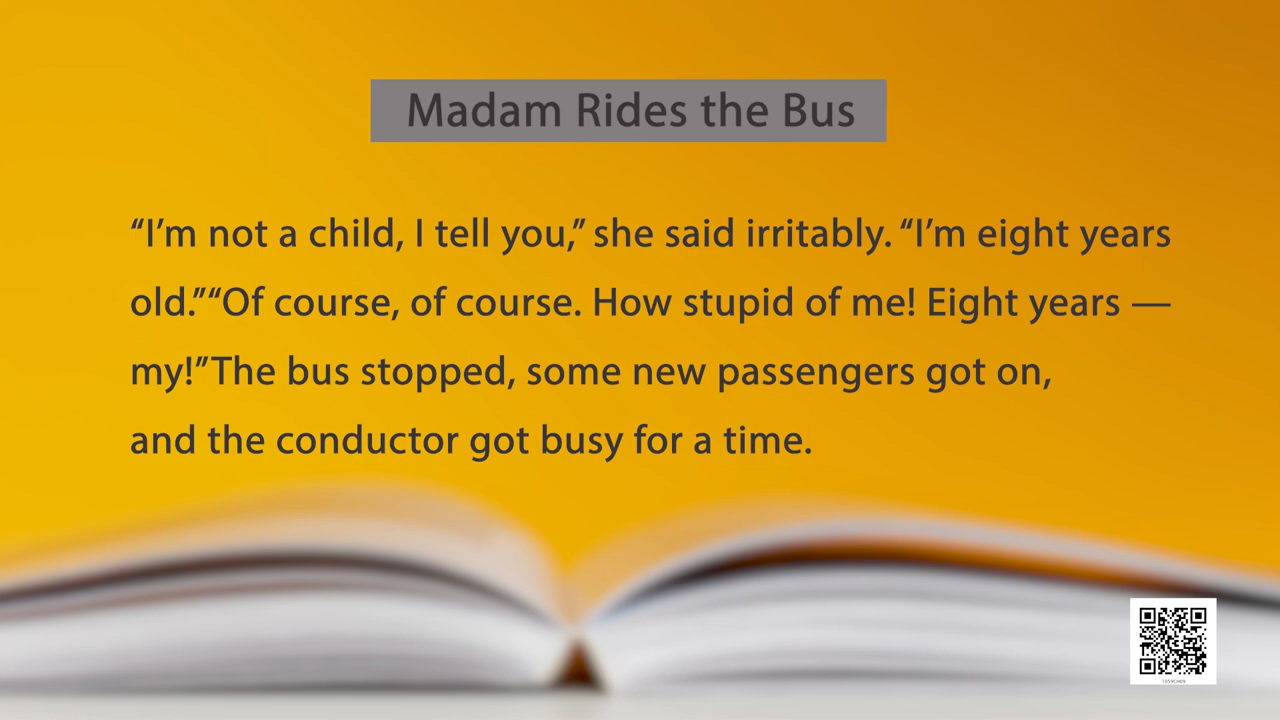 Madam Rides the Bus
“I’m not a child, I tell you,” she said irritably. “I’m eight years
old.”“Of course, of course. How stupid of me! Eight years —
my!”The bus stopped, some new passengers got on,
and the conductor got busy for a time.